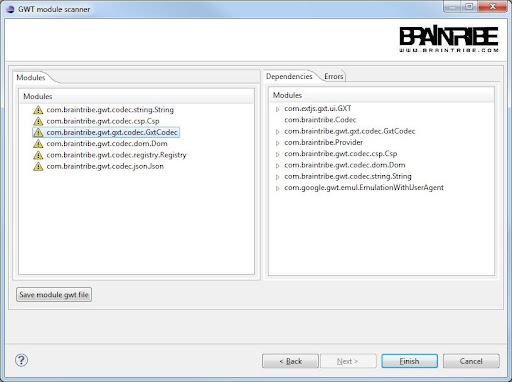 GWT module scanner
BRAINTRIBE
WWW.BRAINTRIBE.COM
Modules
Modules
com.braintribe.gwt.codec.string.String
com.braintribe.gwt.codec.csp.Csp
com.braintribe.gwt.gxt.codec.GxtCodec
com.braintribe.gwt.codec.dom.Dom
com.braintribe.gwt.codec.registry.Registry
com.braintribe.gwt.codec.json.Json
Save module gwt file
Dependencies Errors
Modules
com.extjs.gxt.ui.GXT
com.braintribe.Codec
com.braintribe.gwt.gxt.codec.GxtCodec
com.braintribe.Provider
com.braintribe.gwt.codec.csp.Csp
com.braintribe.gwt.codec.dom.Dom
com.braintribe.gwt.codec.string.String
com.google.gwt.emul.EmulationWithUserAgent
? < Back Next > Finish Cancel